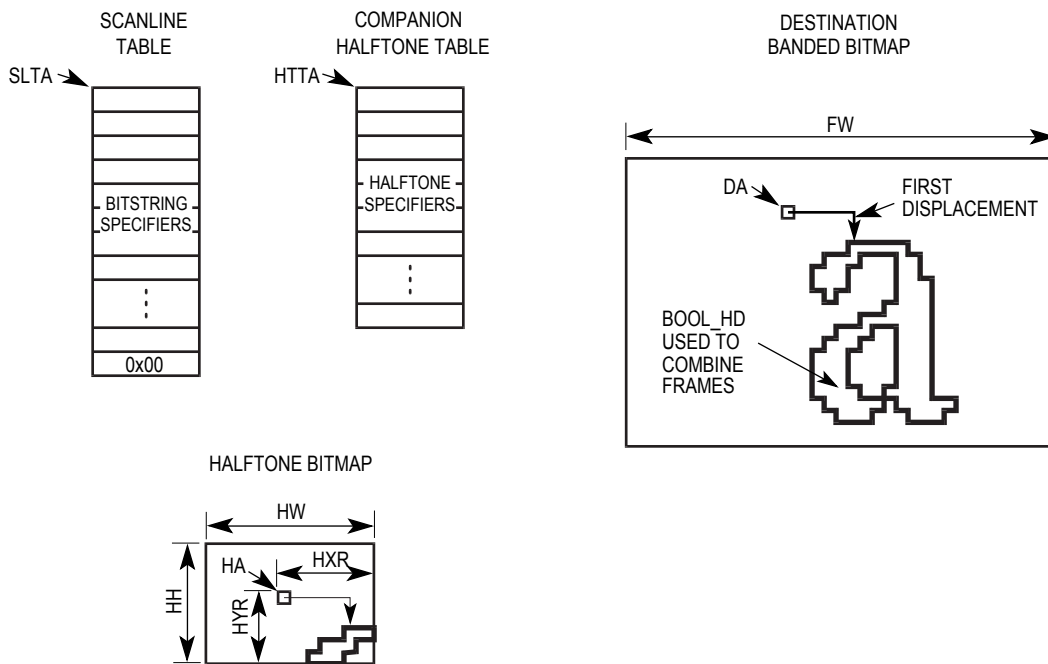 SCANLINE
TABLE
COMPANION
HALFTONE TABLE
DESTINATION
BANDED BITMAP
SLTA
HTTA
BITSTRING
SPECIFIERS
HALFTONE
SPECIFIERS
0x00
FW
DA
FIRST
DISPLACEMENT
BOOL_HD
USED TO
COMBINE
FRAMES
HALFTONE BITMAP
HW
HA
HXR
HH
HYR